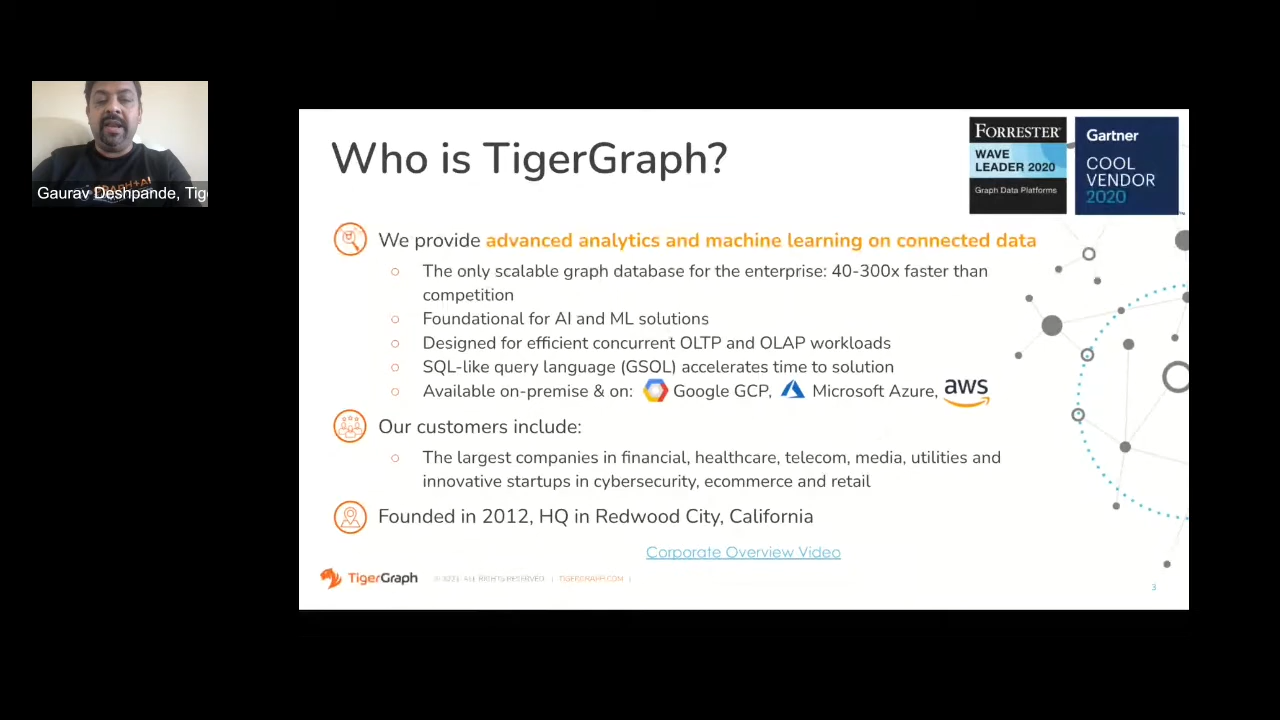 Gaurav Deshpande, Tig
Who is TigerGraph?
FORRESTER
WAVE
LEADER 2020
Graph Data Platforms
Gartner
COOL
VENDOR
2020
We provide advanced analytics and machine learning on connected data
The only scalable graph database for the enterprise: 40-300x faster than
competition
Foundational for AI and ML solutions
Designed for efficient concurrent OLTP and OLAP workloads
SQL-like query language (GSQL) accelerates time to solution
Available on-premise & on: Google GCP, Microsoft Azure, aws
Our customers include:
The largest companies in financial, healthcare, telecom, media, utilities and
innovative startups in cybersecurity, ecommerce and retail
Founded in 2012, HQ in Redwood City, California
Corporate Overview Video
TigerGraph © 2021 ALL RIGHTS RESERVED | TIGERGRAPH.COM |
3